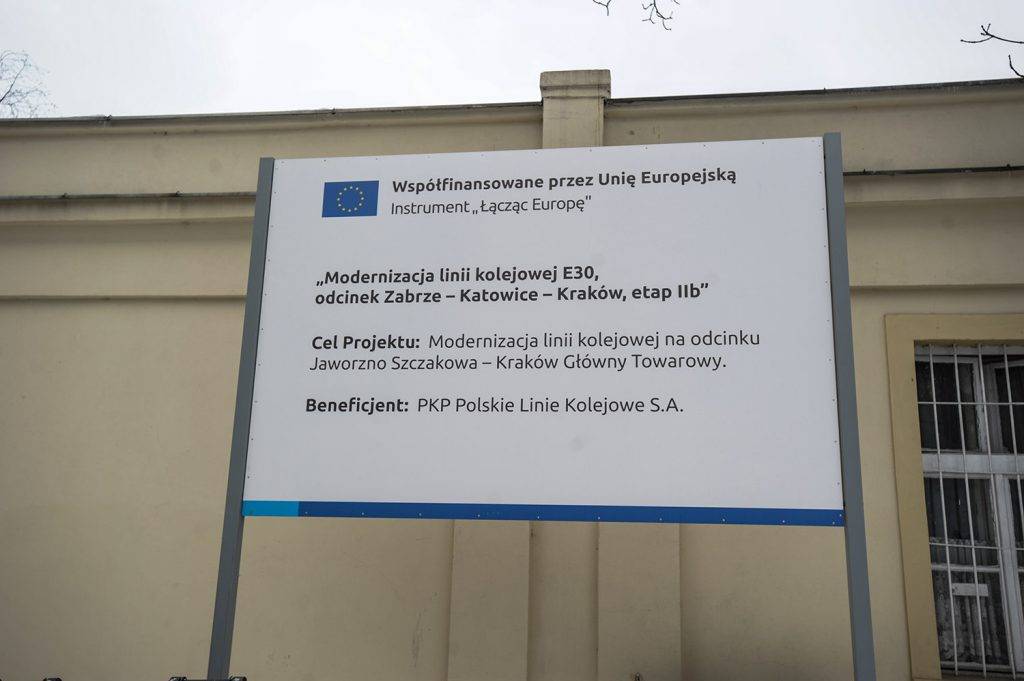 Współfinansowane przez Unię Europejską
Instrument „Łącząc Europę"
„Modernizacja linii kolejowej E30,
odcinek Zabrze – Katowice – Kraków, etap IIb”
Cel Projektu: Modernizacja linii kolejowej na odcinku
Jaworzno Szczakowa – Kraków Główny Towarowy.
Beneficjent: PKP Polskie Linie Kolejowe S.A.